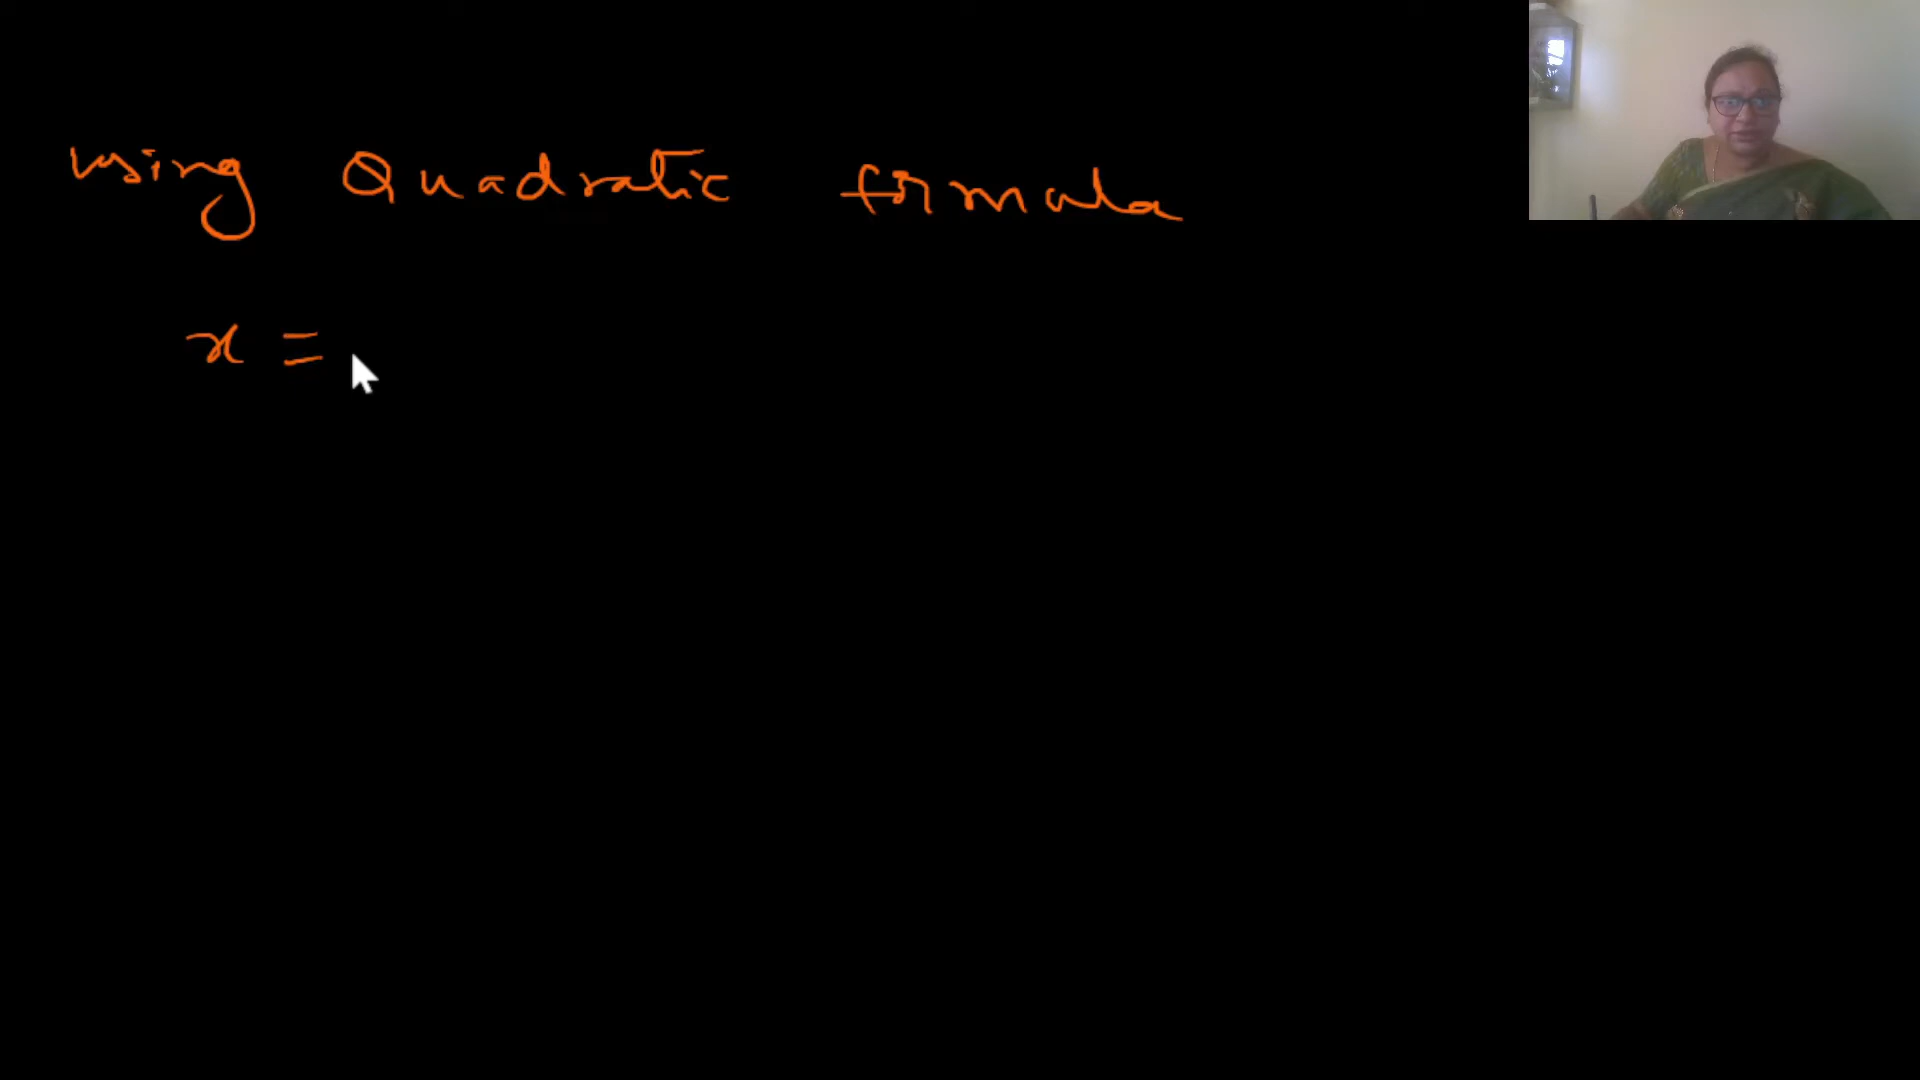 using Quadratic formula
x =